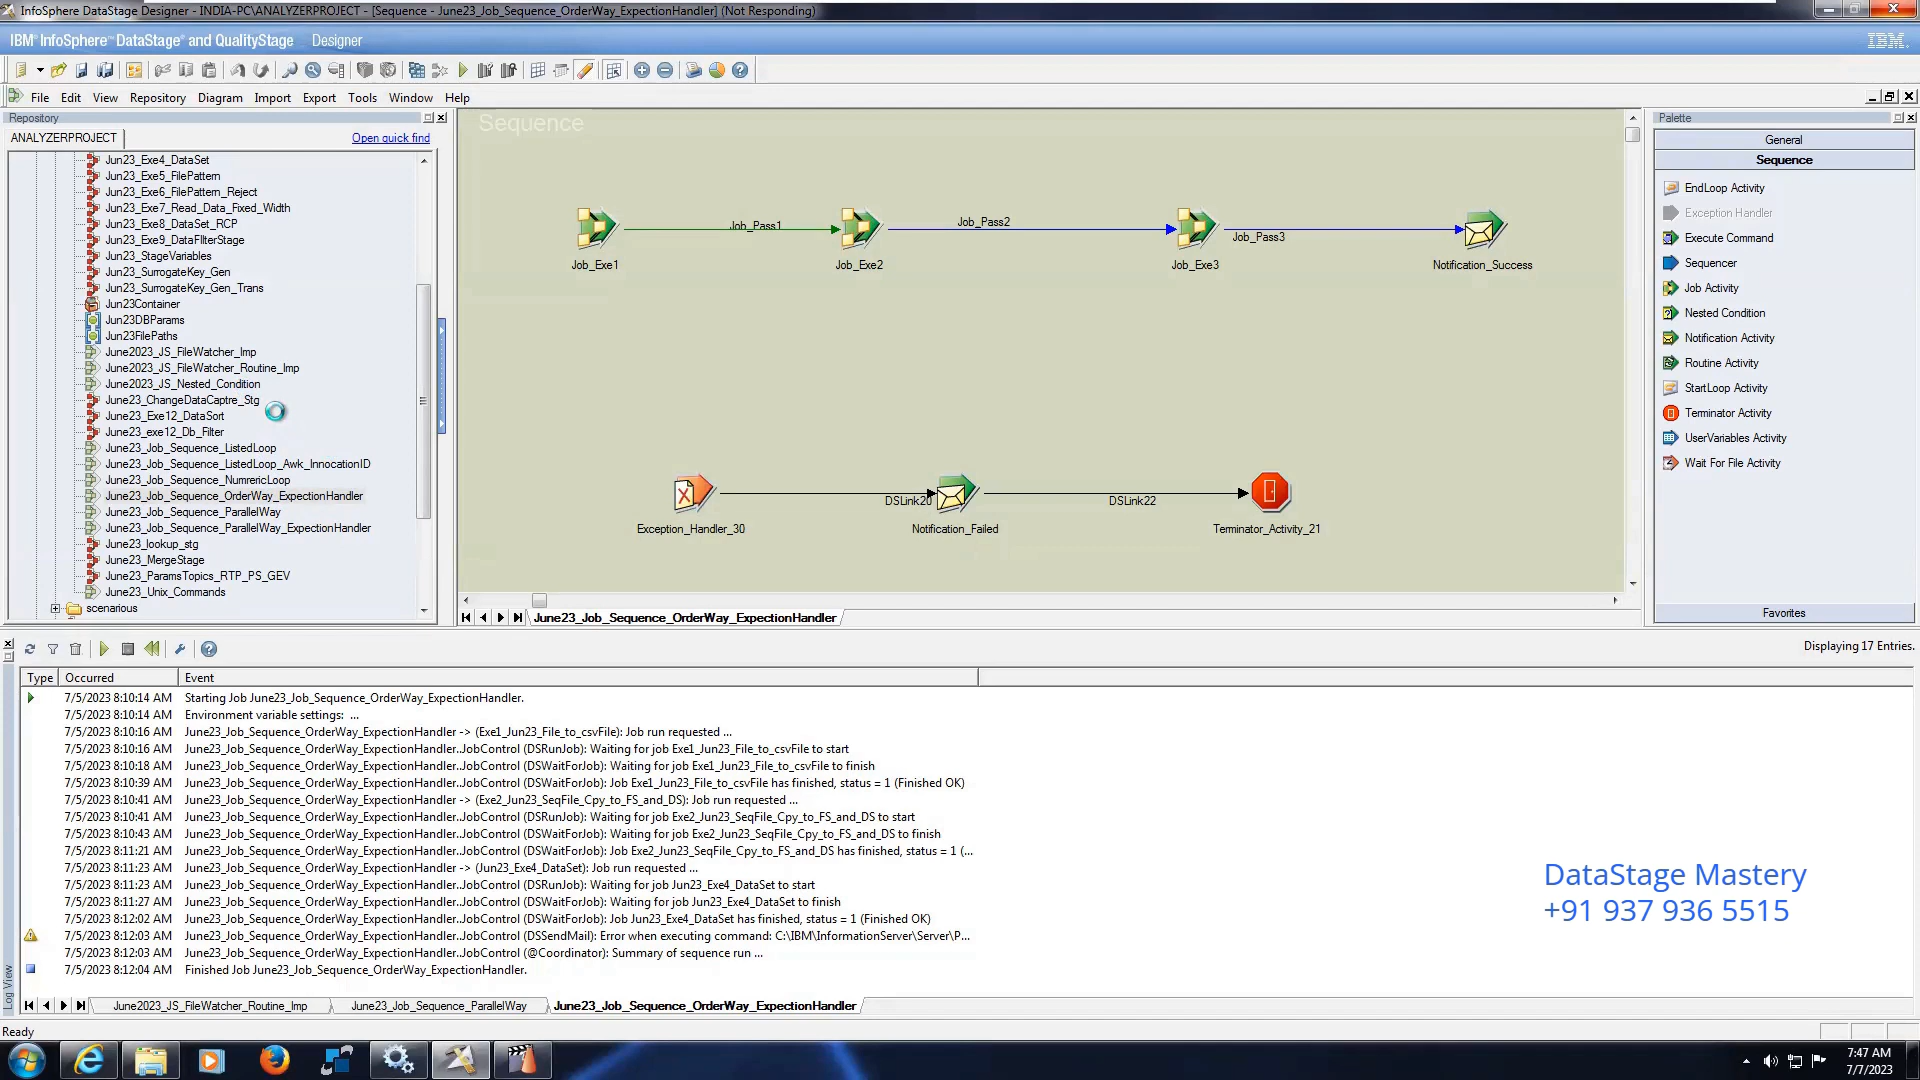 InfoSphere DataStage Designer - INDIA-PC\ANALYZERPROJECT - [Sequence - June23_Job_Sequence_OrderWay_ExpectionHandler] (Not Responding)
IBM® InfoSphere™ DataStage® and QualityStage Designer
IBM.
File Edit View Repository Diagram Import Export Tools Window Help
Repository
ANALYZERPROJECT
Open quick find
Jun23_Exe4_DataSet
Jun23_Exe5_FilePattern
Jun23_Exe6_FilePattern_Reject
Jun23_Exe7_Read_Data_Fixed_Width
Jun23_Exe8_DataSet_RCP
Jun23_Exe9_DataFIlterStage
Jun23_StageVariables
Jun23_SurrogateKey_Gen
Jun23_SurrogateKey_Gen_Trans
Jun23Container
Jun23DBParams
Jun23FilePaths
June2023_JS_FileWatcher_Imp
June2023_JS_FileWatcher_Routine_Imp
June2023_JS_Nested_Condition
June23_ChangeDataCaptre_Stg
June23_Exe12_DataSort
June23_exe12_Db_Filter
June23_Job_Sequence_ListedLoop
June23_Job_Sequence_ListedLoop_Awk_InnocationID
June23_Job_Sequence_NumrericLoop
June23_Job_Sequence_OrderWay_ExpectionHandler
June23_Job_Sequence_ParallelWay
June23_Job_Sequence_ParallelWay_ExpectionHandler
June23_lookup_stg
June23_MergeStage
June23_ParamsTopics_RTP_PS_GEV
June23_Unix_Commands
scenarious
Sequence
Job_Pass1
Job_Pass2
Job_Pass3
Job_Exe1
Job_Exe2
Job_Exe3
Notification_Success
DSLink20
DSLink22
Exception_Handler_30
Notification_Failed
Terminator_Activity_21
June23_Job_Sequence_OrderWay_ExpectionHandler
Palette
General
Sequence
EndLoop Activity
Exception Handler
Execute Command
Sequencer
Job Activity
Nested Condition
Notification Activity
Routine Activity
StartLoop Activity
Terminator Activity
UserVariables Activity
Wait For File Activity
Favorites
Displaying 17 Entries.
Type Occurred Event
7/5/2023 8:10:14 AM Starting Job June23_Job_Sequence_OrderWay_ExpectionHandler.
7/5/2023 8:10:14 AM Environment variable settings: ...
7/5/2023 8:10:16 AM June23_Job_Sequence_OrderWay_ExpectionHandler -> (Exe1_Jun23_File_to_csvFile): Job run requested ...
7/5/2023 8:10:16 AM June23_Job_Sequence_OrderWay_ExpectionHandler..JobControl (DSRunJob): Waiting for job Exe1_Jun23_File_to_csvFile to start
7/5/2023 8:10:18 AM June23_Job_Sequence_OrderWay_ExpectionHandler..JobControl (DSWaitForJob): Waiting for job Exe1_Jun23_File_to_csvFile to finish
7/5/2023 8:10:39 AM June23_Job_Sequence_OrderWay_ExpectionHandler..JobControl (DSWaitForJob): Job Exe1_Jun23_File_to_csvFile has finished, status = 1 (Finished OK)
7/5/2023 8:10:41 AM June23_Job_Sequence_OrderWay_ExpectionHandler -> (Exe2_Jun23_SeqFile_Cpy_to_FS_and_DS): Job run requested ...
7/5/2023 8:10:41 AM June23_Job_Sequence_OrderWay_ExpectionHandler..JobControl (DSRunJob): Waiting for job Exe2_Jun23_SeqFile_Cpy_to_FS_and_DS to start
7/5/2023 8:10:43 AM June23_Job_Sequence_OrderWay_ExpectionHandler..JobControl (DSWaitForJob): Waiting for job Exe2_Jun23_SeqFile_Cpy_to_FS_and_DS to finish
7/5/2023 8:11:21 AM June23_Job_Sequence_OrderWay_ExpectionHandler..JobControl (DSWaitForJob): Job Exe2_Jun23_SeqFile_Cpy_to_FS_and_DS has finished, status = 1 (...
7/5/2023 8:11:23 AM June23_Job_Sequence_OrderWay_ExpectionHandler -> (Jun23_Exe4_DataSet): Job run requested ...
7/5/2023 8:11:23 AM June23_Job_Sequence_OrderWay_ExpectionHandler..JobControl (DSRunJob): Waiting for job Jun23_Exe4_DataSet to start
7/5/2023 8:11:27 AM June23_Job_Sequence_OrderWay_ExpectionHandler..JobControl (DSWaitForJob): Waiting for job Jun23_Exe4_DataSet to finish
7/5/2023 8:12:02 AM June23_Job_Sequence_OrderWay_ExpectionHandler..JobControl (DSWaitForJob): Job Jun23_Exe4_DataSet has finished, status = 1 (Finished OK)
7/5/2023 8:12:03 AM June23_Job_Sequence_OrderWay_ExpectionHandler..JobControl (DSSendMail): Error when executing command: C:\IBM\InformationServer\Server\P...
7/5/2023 8:12:03 AM June23_Job_Sequence_OrderWay_ExpectionHandler..JobControl (@Coordinator): Summary of sequence run ...
7/5/2023 8:12:04 AM Finished Job June23_Job_Sequence_OrderWay_ExpectionHandler.
DataStage Mastery
+91 937 936 5515
Log View
June2023_JS_FileWatcher_Routine_Imp June23_Job_Sequence_ParallelWay June23_Job_Sequence_OrderWay_ExpectionHandler
Ready
7:47 AM
7/7/2023